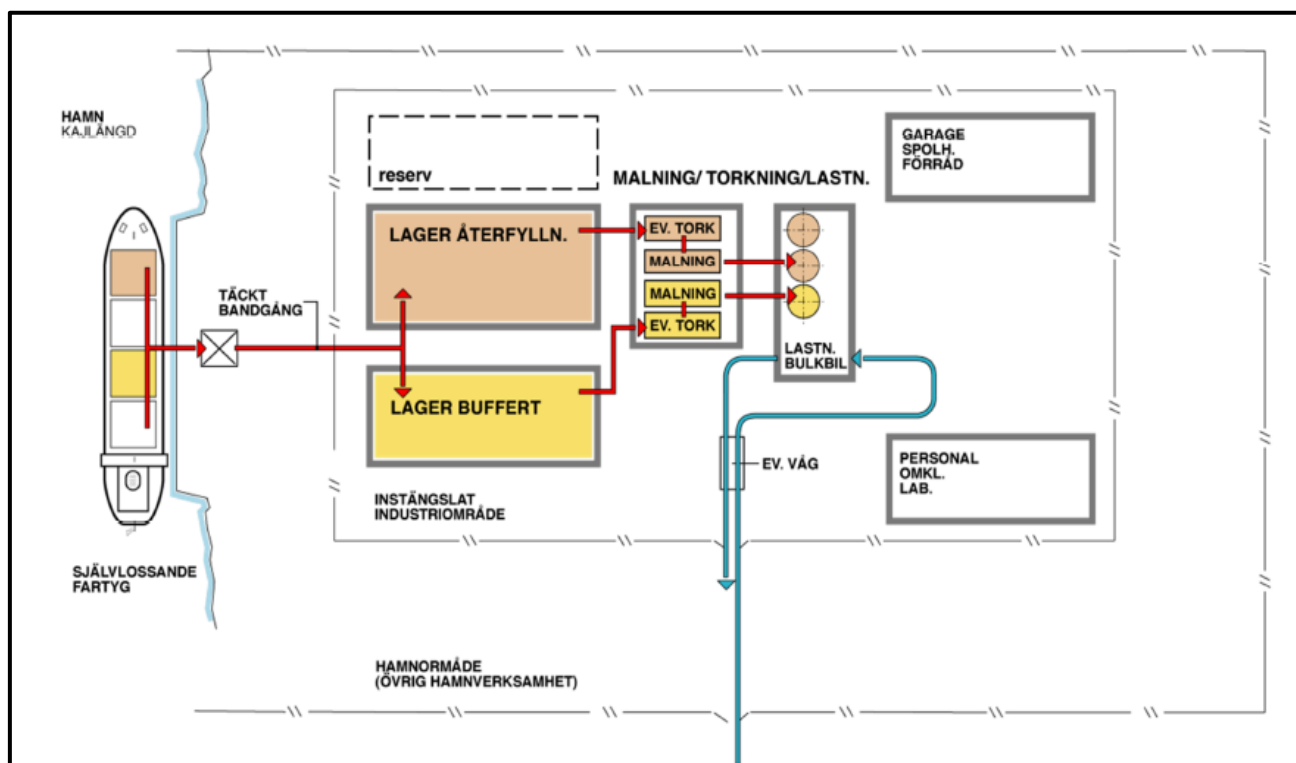 HAMN
KAJLÄNGD
reserv
GARAGE
SPOLH.
FÖRRÅD
MALNING/ TORKNING/LASTN.
LAGER ÅTERFYLLN.
EV. TORK
MALNING
MALNING
EV. TORK
TÄCKT
BANDGÅNG
LASTN.
BULKBIL
LAGER BUFFERT
EV. VÅG
PERSONAL
OMKL.
LAB.
INSTÄNGSLAT
INDUSTRIOMRÅDE
SJÄLVLOSSANDE
FARTYG
HAMNORMÅDE
(ÖVRIG HAMNVERKSAMHET)